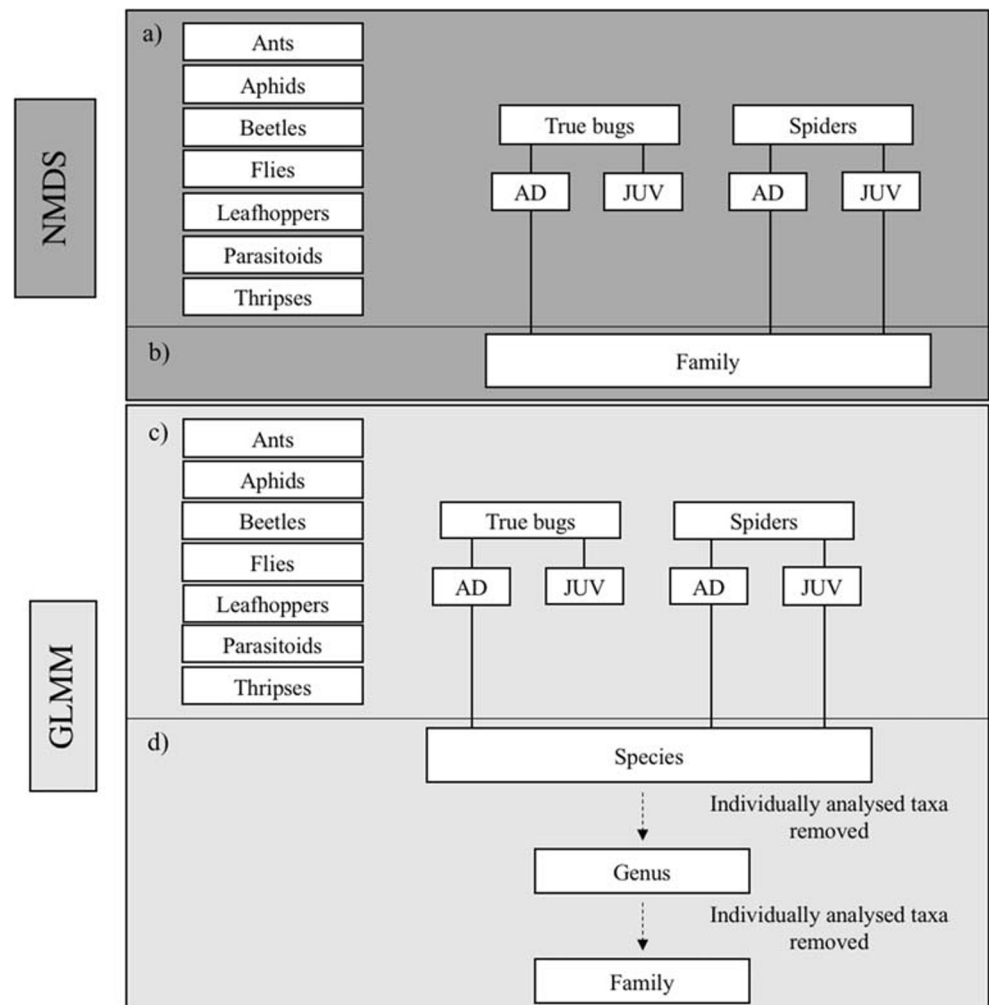 NMDS
a)
Ants
Aphids
Beetles
Flies
Leafhoppers
Parasitoids
Thripses
True bugs
Spiders
AD
JUV
AD
JUV
b)
Family
GLMM
c)
Ants
Aphids
Beetles
Flies
Leafhoppers
Parasitoids
Thripses
True bugs
Spiders
AD
JUV
AD
JUV
d)
Species
Individually analysed taxa
removed
Genus
Individually analysed taxa
removed
Family